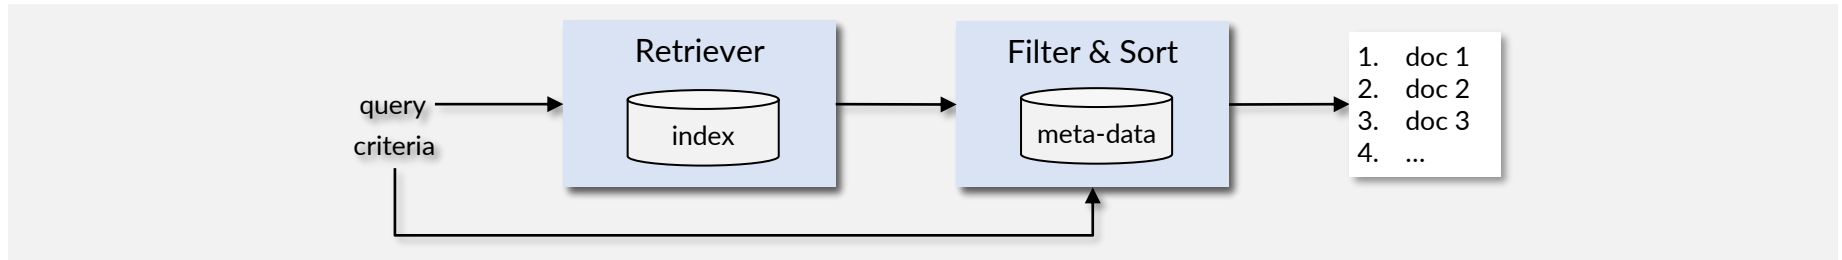 query
criteria
Retriever
index
Filter & Sort
meta-data
1. doc 1
2. doc 2
3. doc 3
4. ...